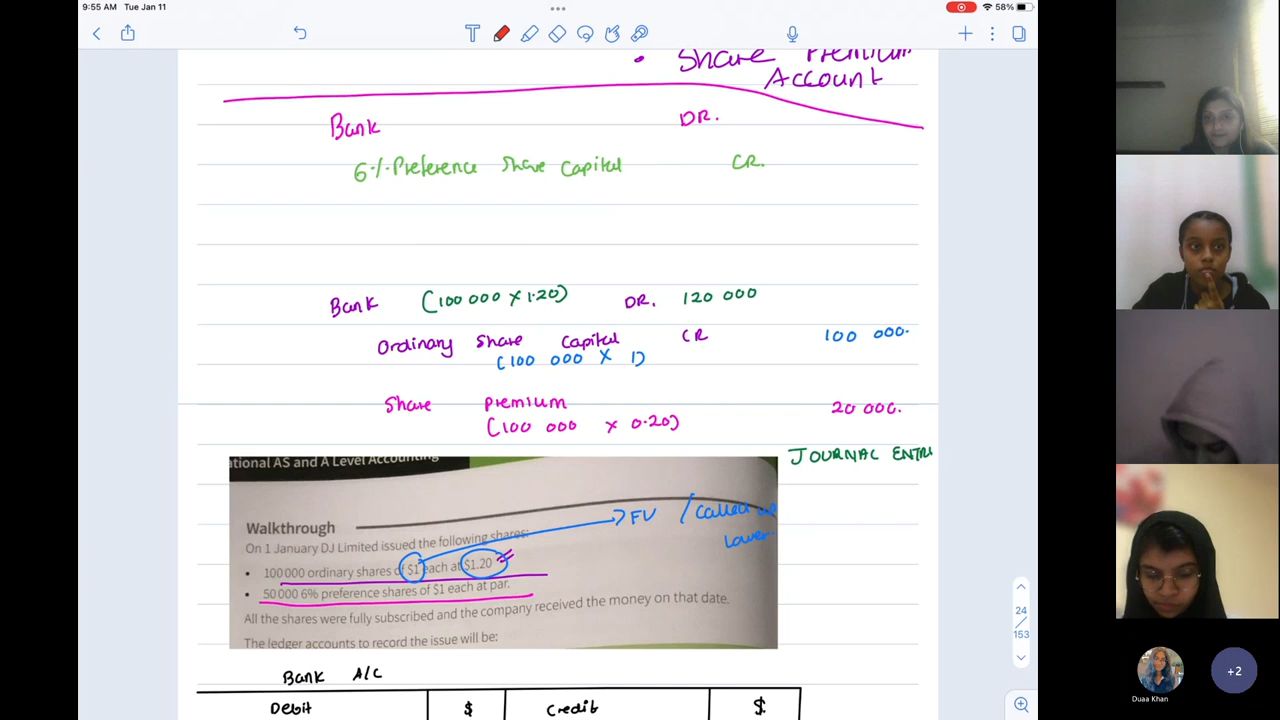 9:55 AM Tue Jan 11
58%
Share Premium
Account
Bank DR.
6% Preference Share Capital CR.
Bank (100 000 x 1.20) DR. 120 000
Ordinary Share Capital CR 100 000.
(100 000 x 1)
Share Premium 20 000.
(100 000 x 0.20)
JOURNAL ENTR
ational AS and A Level Accounting
Walkthrough
FV / Called up
lower.
On 1 January DJ Limited issued the following shares:
• 100 000 ordinary shares of $1 each at $1.20
• 50 000 6% preference shares of $1 each at par.
All the shares were fully subscribed and the company received the money on that date.
The ledger accounts to record the issue will be:
24
/
153
Bank A/C
Debit $ Credit $
Duaa Khan
+2